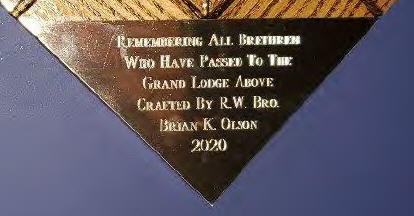 Remembering All Brethren
Who Have Passed To The
Grand Lodge Above
Crafted By R.W. Bro.
Brian K. Olson
2020